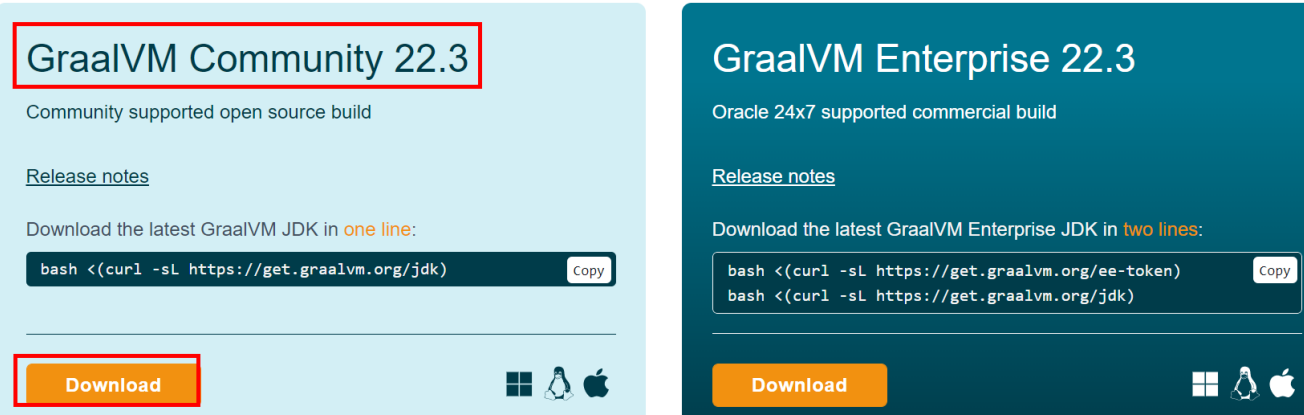 GraalVM Community 22.3
Community supported open source build
Release notes
Download the latest GraalVM JDK in one line:
bash <(curl -sL https://get.graalvm.org/jdk)
Copy
Download
GraalVM Enterprise 22.3
Oracle 24x7 supported commercial build
Release notes
Download the latest GraalVM Enterprise JDK in two lines:
bash <(curl -sL https://get.graalvm.org/ee-token)
bash <(curl -sL https://get.graalvm.org/jdk)
Copy
Download